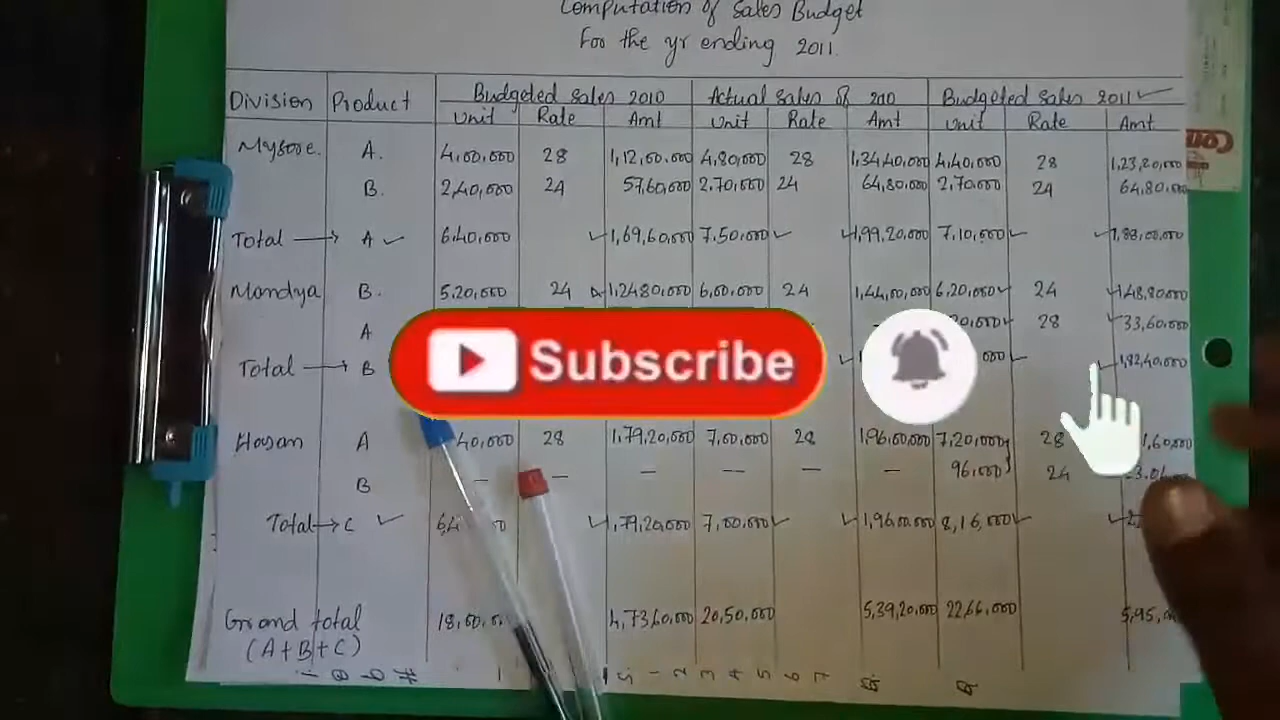 Computation of Sales Budget
Foo the yr ending 2011.
Division Product Budgeted sales 2010 Actual sales of 200 Budgeted sales 2011
Unit Rate Amt Unit Rate Amt Unit Rate Amt
Mysore. A. 4,00,000 28 1,12,00,000 4,80,000 28 1,34,40,000 4,40,000 28 1,23,20,000
B. 2,40,000 24 57,60,000 2,70,000 24 64,80,000 2,70,000 24 64,80,000
Total → A 6,40,000 1,69,60,000 7,50,000 1,99,20,000 7,10,000 1,88,00,000
Mandya B. 5,20,000 24 1,24,80,000 6,00,000 24 1,44,00,000 6,20,000 24 1,48,80,000
A 28 33,60,000
Total → B 1,82,40,000
Subscribe
Hasan A 40,000 28 1,79,20,000 7,00,000 28 1,96,00,000 7,20,000 28 1,60,000
B — — — — — — 96,000 24
Total → C 1,79,20,000 7,00,000 1,96,00,000 8,16,000
Grand total 4,73,60,000 20,50,000 5,39,20,000 22,66,000
(A+B+C)